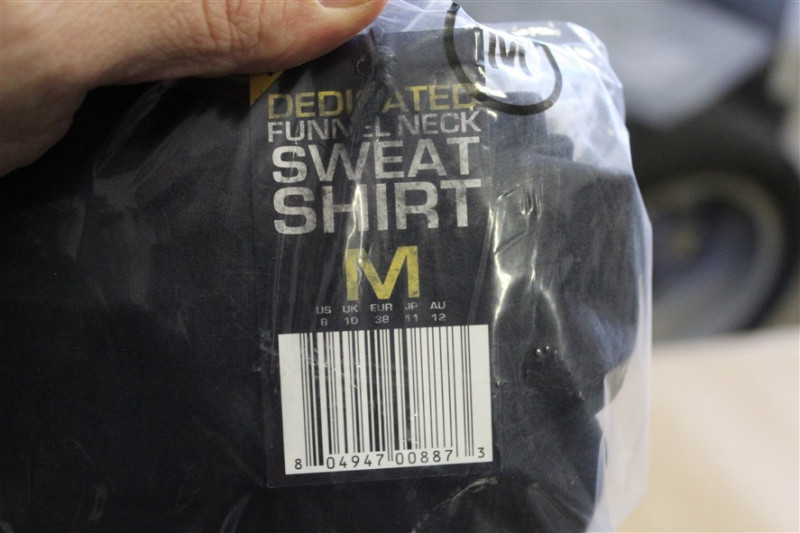 M
DEDICATED
FUNNEL NECK
SWEAT
SHIRT
M
US UK EUR JP AU
8 10 38 11 12
8 04947 00887 3